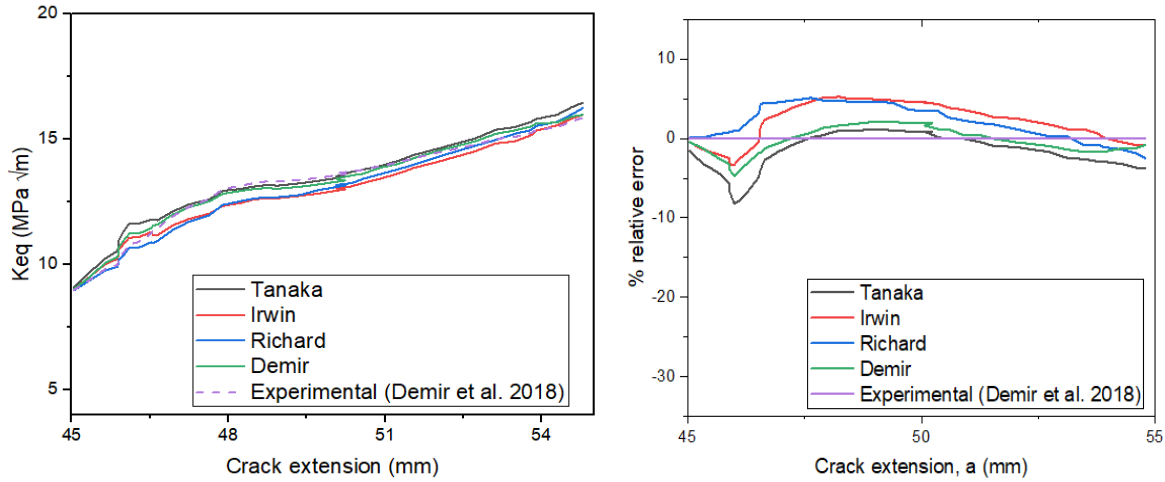 20
15
10
5
Keq (MPa √m)
45
48
51
54
Crack extension (mm)
Tanaka
Irwin
Richard
Demir
Experimental (Demir et al. 2018)
10
0
-10
-20
-30
% relative error
45
50
55
Crack extension, a (mm)
Tanaka
Irwin
Richard
Demir
Experimental (Demir et al. 2018)